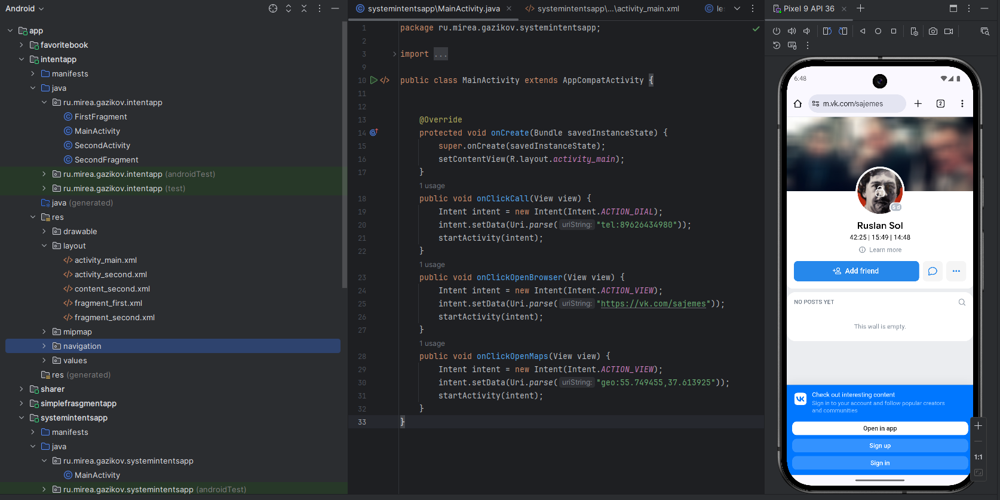 Android
app
favoritebook
intentapp
manifests
java
ru.mirea.gazikov.intentapp
FirstFragment
MainActivity
SecondActivity
SecondFragment
ru.mirea.gazikov.intentapp (androidTest)
ru.mirea.gazikov.intentapp (test)
java (generated)
res
drawable
layout
activity_main.xml
activity_second.xml
content_second.xml
fragment_first.xml
fragment_second.xml
mipmap
navigation
values
res (generated)
sharer
simplefrasgmentapp
systemintentsapp
manifests
java
ru.mirea.gazikov.systemintentsapp
MainActivity
ru.mirea.gazikov.systemintentsapp (androidTest)
systemintentsapp\MainActivity.java
systemintentsapp\...\activity_main.xml
1 package ru.mirea.gazikov.systemintentsapp;
2
3 import ...
9
10 public class MainActivity extends AppCompatActivity {
11
12
13 @Override
14 protected void onCreate(Bundle savedInstanceState) {
15 super.onCreate(savedInstanceState);
16 setContentView(R.layout.activity_main);
17 }
1 usage
18 public void onClickCall(View view) {
19 Intent intent = new Intent(Intent.ACTION_DIAL);
20 intent.setData(Uri.parse( uriString: "tel:89626434980"));
21 startActivity(intent);
22 }
1 usage
23 public void onClickOpenBrowser(View view) {
24 Intent intent = new Intent(Intent.ACTION_VIEW);
25 intent.setData(Uri.parse( uriString: "https://vk.com/sajemes"));
26 startActivity(intent);
27 }
1 usage
28 public void onClickOpenMaps(View view) {
29 Intent intent = new Intent(Intent.ACTION_VIEW);
30 intent.setData(Uri.parse( uriString: "geo:55.749455,37.613925"));
31 startActivity(intent);
32 }
33 }
Pixel 9 API 36
6:48
m.vk.com/sajemes
2
5 d
Ruslan Sol
42:25 | 15:49 | 14:48
Learn more
Add friend
NO POSTS YET
This wall is empty.
Check out interesting content
Sign in to your account and follow popular creators
and communities
Open in app
Sign up
Sign in
1:1